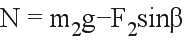 N = m₂g−F₂sinβ